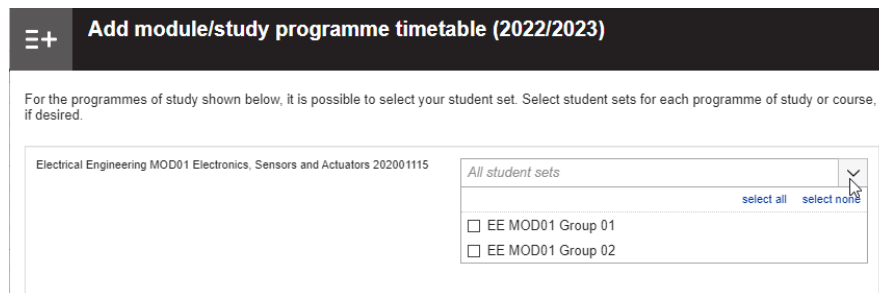 Add module/study programme timetable (2022/2023)
For the programmes of study shown below, it is possible to select your student set. Select student sets for each programme of study or course,
if desired.
Electrical Engineering MOD01 Electronics, Sensors and Actuators 202001115
All student sets
select all select none
EE MOD01 Group 01
EE MOD01 Group 02